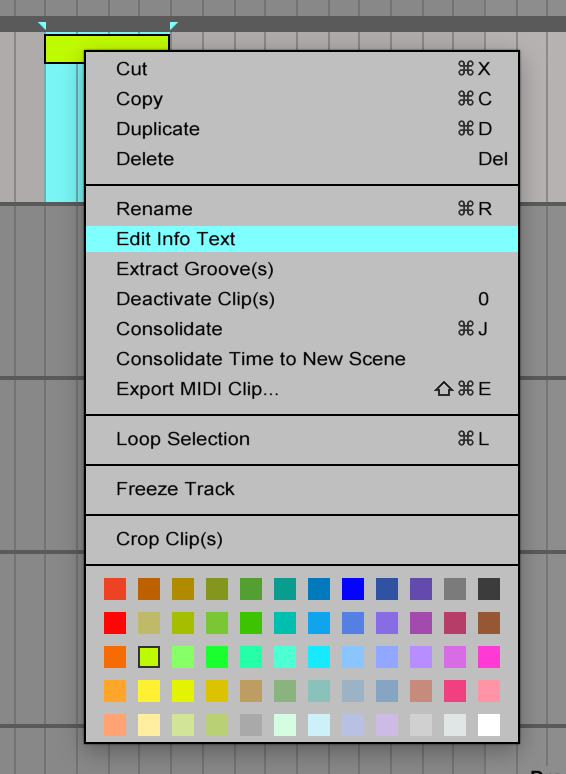 Cut ⌘X
Copy ⌘C
Duplicate ⌘D
Delete Del
Rename ⌘R
Edit Info Text
Extract Groove(s)
Deactivate Clip(s) 0
Consolidate ⌘J
Consolidate Time to New Scene
Export MIDI Clip... ⇧⌘E
Loop Selection ⌘L
Freeze Track
Crop Clip(s)